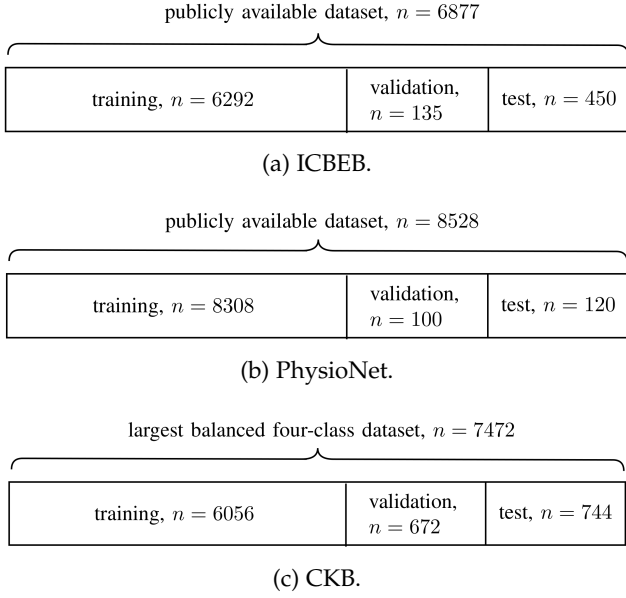 publicly available dataset, n = 6877
training, n = 6292
validation,
n = 135
test, n = 450
(a) ICBEB.
publicly available dataset, n = 8528
training, n = 8308
validation,
n = 100
test, n = 120
(b) PhysioNet.
largest balanced four-class dataset, n = 7472
training, n = 6056
validation,
n = 672
test, n = 744
(c) CKB.